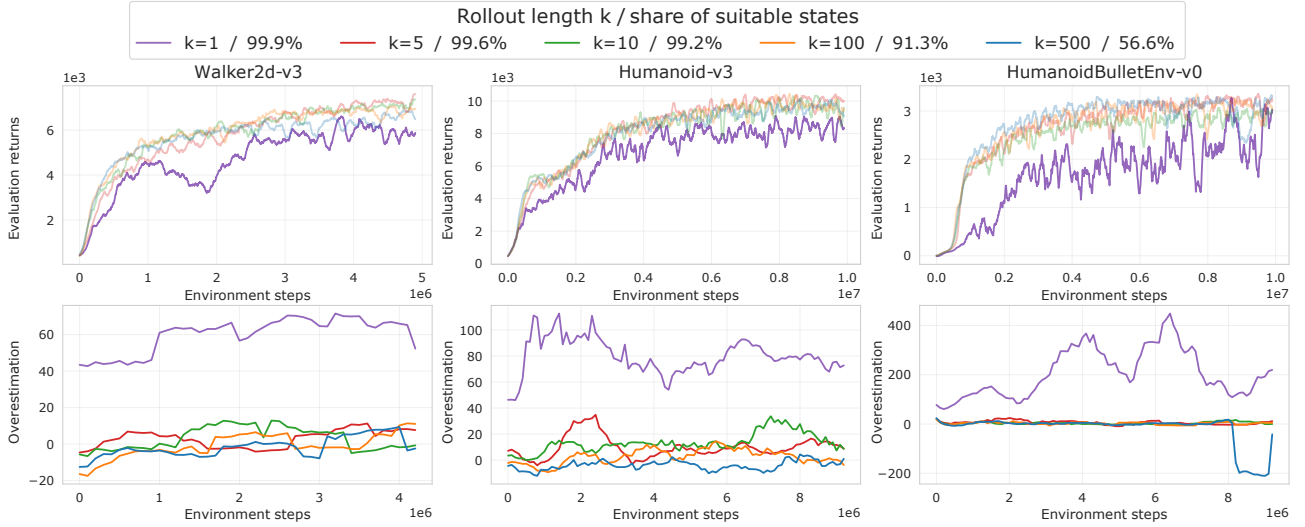 Rollout length k / share of suitable states
k=1 / 99.9%
k=5 / 99.6%
k=10 / 99.2%
k=100 / 91.3%
k=500 / 56.6%
Walker2d-v3
1e3
Evaluation returns
6
4
2
0
1
2
3
4
5
Environment steps
1e6
Humanoid-v3
1e3
Evaluation returns
10
8
6
4
2
0
0.0
0.2
0.4
0.6
0.8
1.0
Environment steps
1e7
HumanoidBulletEnv-v0
1e3
Evaluation returns
3
2
1
0
0.0
0.2
0.4
0.6
0.8
1.0
Environment steps
1e7
Overestimation
60
40
20
0
−20
0
1
2
3
4
Environment steps
1e6
Overestimation
100
80
60
40
20
0
0
2
4
6
8
Environment steps
1e6
Overestimation
400
200
0
−200
0
2
4
6
8
Environment steps
1e6